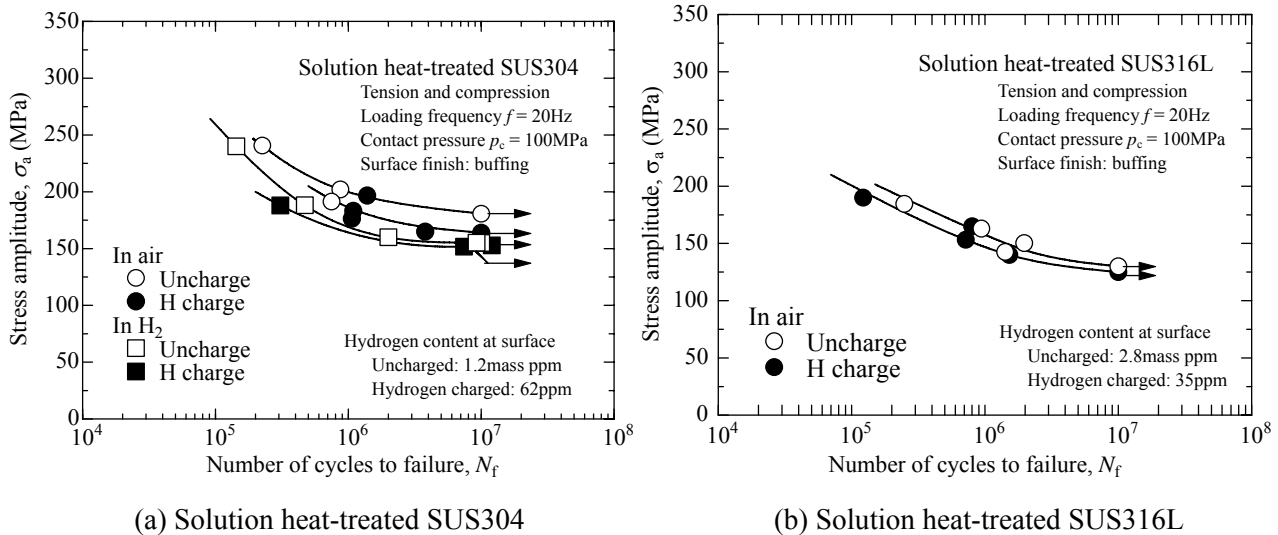 Stress amplitude, σa (MPa)
350
300
250
200
150
100
50
0
Solution heat-treated SUS304
Tension and compression
Loading frequency f = 20Hz
Contact pressure pc = 100MPa
Surface finish: buffing
In air
Uncharge
H charge
In H2
Uncharge
H charge
Hydrogen content at surface
Uncharged: 1.2mass ppm
Hydrogen charged: 62ppm
10^4 10^5 10^6 10^7 10^8
Number of cycles to failure, Nf
(a) Solution heat-treated SUS304
Stress amplitude, σa (MPa)
350
300
250
200
150
100
50
0
Solution heat-treated SUS316L
Tension and compression
Loading frequency f = 20Hz
Contact pressure pc = 100MPa
Surface finish: buffing
In air
Uncharge
H charge
Hydrogen content at surface
Uncharged: 2.8mass ppm
Hydrogen charged: 35ppm
10^4 10^5 10^6 10^7 10^8
Number of cycles to failure, Nf
(b) Solution heat-treated SUS316L